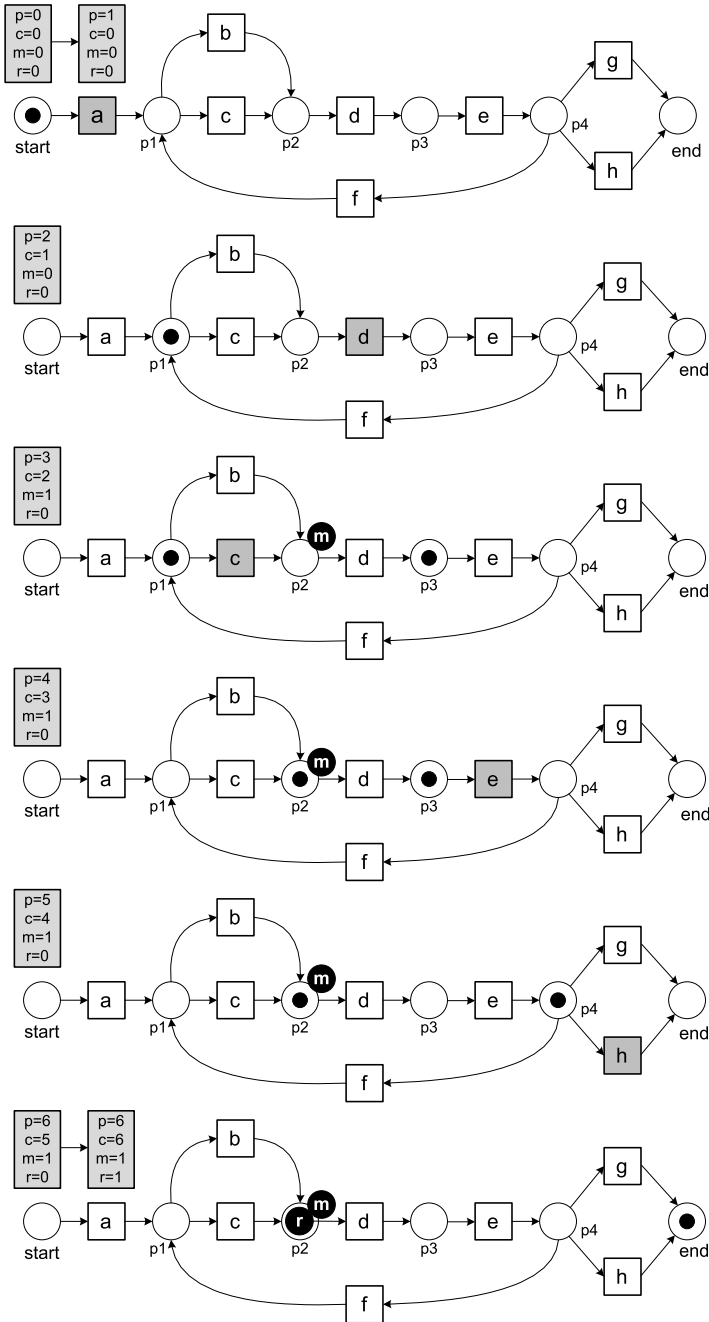 p=0 p=1
c=0 c=0
m=0 m=0
r=0 r=0
b
g
a c d e
start p1 p2 p3 p4 end
h
f
p=2
c=1
m=0
r=0
b
g
a c d e
start p1 p2 p3 p4 end
h
f
p=3
c=2
m=1
r=0
b
g
m
a c d e
start p1 p2 p3 p4 end
h
f
p=4
c=3
m=1
r=0
b
g
m
a c d e
start p1 p2 p3 p4 end
h
f
p=5
c=4
m=1
r=0
b
g
m
a c d e
start p1 p2 p3 p4 end
h
f
p=6 p=6
c=5 c=6
m=1 m=1
r=0 r=1
b
g
m
a c r d e
start p1 p2 p3 p4 end
h
f